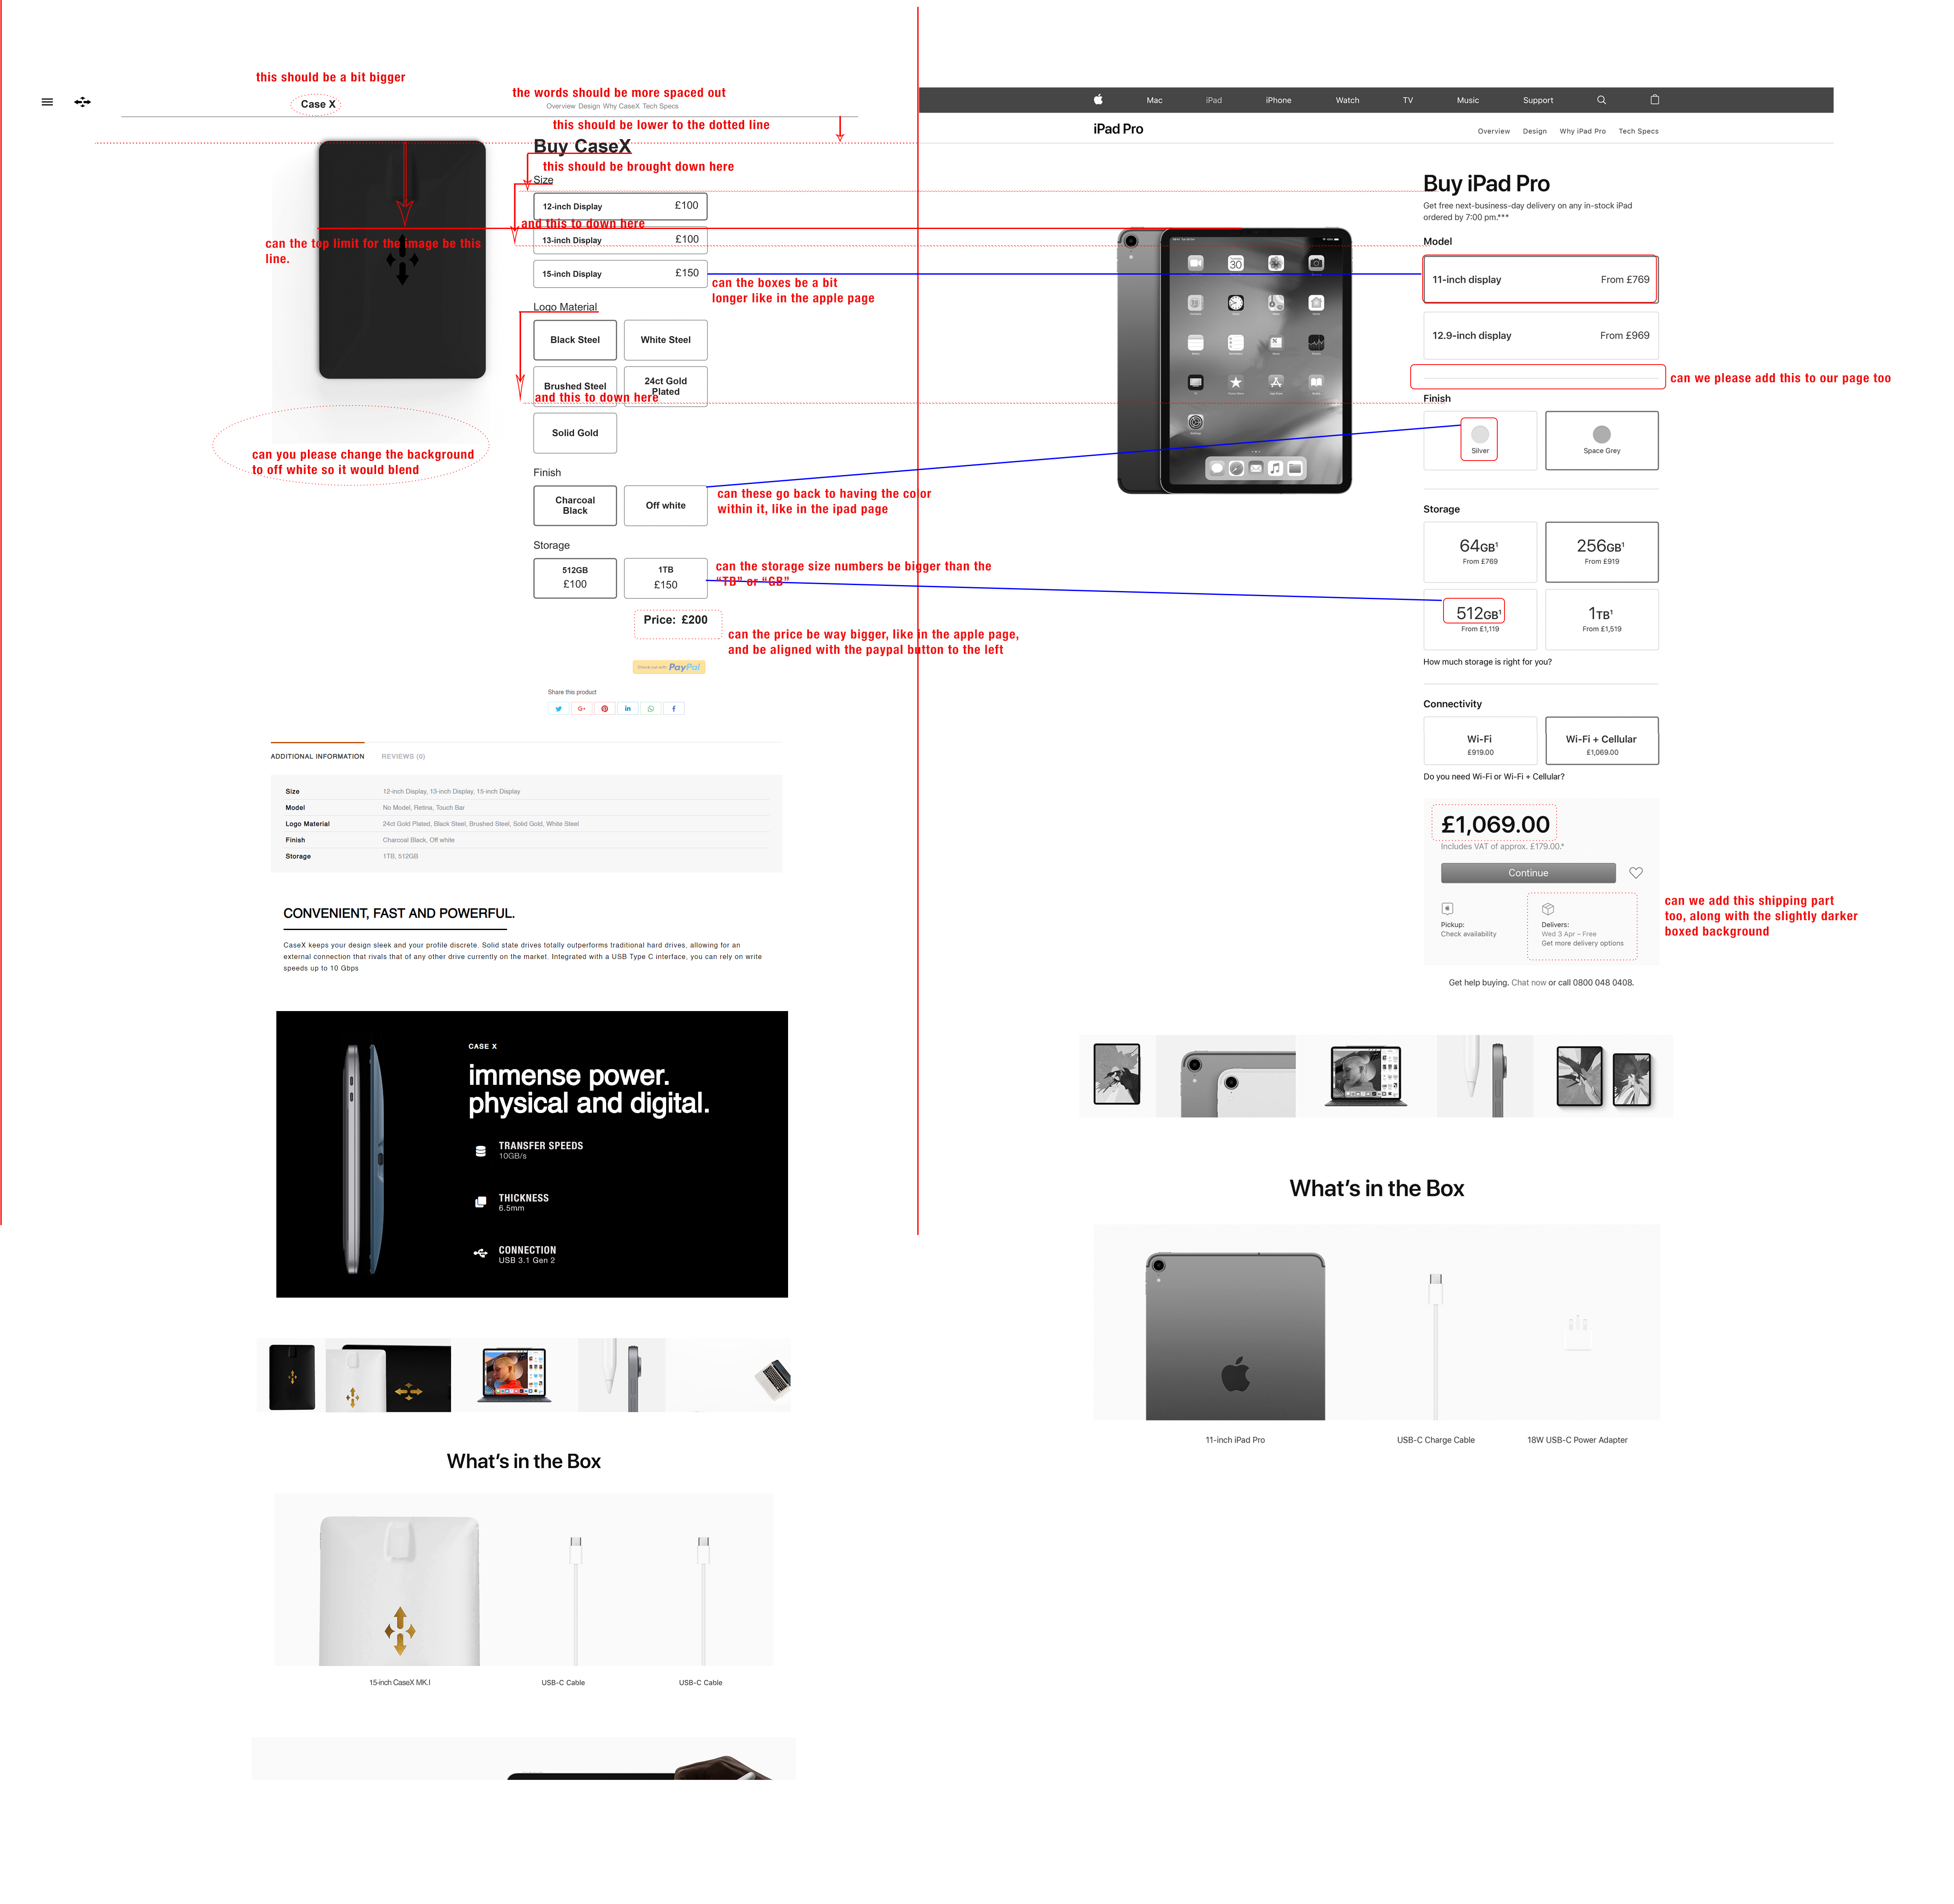 this should be a bit bigger
Case X
the words should be more spaced out
Overview Design Why CaseX Tech Specs
this should be lower to the dotted line
Buy CaseX
this should be brought down here
Size
12-inch Display £100
and this to down here
13-inch Display £100
can the top limit for the image be this
line.
15-inch Display £150
can the boxes be a bit
longer like in the apple page
Logo Material
Black Steel White Steel
Brushed Steel 24ct Gold
Plated
and this to down here
Solid Gold
can you please change the background
to off white so it would blend
Finish
Charcoal
Black
Off white
can these go back to having the color
within it, like in the ipad page
Storage
512GB
£100
1TB
£150
can the storage size numbers be bigger than the
“TB” or “GB”
Price: £200
can the price be way bigger, like in the apple page,
and be aligned with the paypal button to the left
Check out with PayPal
Share this product
G+
in
f
ADDITIONAL INFORMATION REVIEWS (0)
Size 12-inch Display, 13-inch Display, 15-inch Display
Model No Model, Retina, Touch Bar
Logo Material 24ct Gold Plated, Black Steel, Brushed Steel, Solid Gold, White Steel
Finish Charcoal Black, Off white
Storage 1TB, 512GB
CONVENIENT, FAST AND POWERFUL.
CaseX keeps your design sleek and your profile discrete. Solid state drives totally outperforms traditional hard drives, allowing for an
external connection that rivals that of any other drive currently on the market. Integrated with a USB Type C interface, you can rely on write
speeds up to 10 Gbps
CASE X
immense power.
physical and digital.
TRANSFER SPEEDS
10GB/s
THICKNESS
6.5mm
CONNECTION
USB 3.1 Gen 2
What’s in the Box
15-inch CaseX MK.I USB-C Cable USB-C Cable
Mac iPad iPhone Watch TV Music Support
iPad Pro
Overview Design Why iPad Pro Tech Specs
Buy iPad Pro
Get free next-business-day delivery on any in-stock iPad
ordered by 7:00 pm.***
Model
11-inch display From £769
12.9-inch display From £969
can we please add this to our page too
Finish
Silver Space Grey
30
Storage
64GB¹ 256GB¹
From £769 From £919
512GB¹ 1TB¹
From £1,119 From £1,519
How much storage is right for you?
Connectivity
Wi-Fi Wi-Fi + Cellular
£919.00 £1,069.00
Do you need Wi-Fi or Wi-Fi + Cellular?
£1,069.00
Includes VAT of approx. £179.00.*
Continue
Pickup:
Check availability
Delivers:
Wed 3 Apr – Free
Get more delivery options
can we add this shipping part
too, along with the slightly darker
boxed background
Get help buying. Chat now or call 0800 048 0408.
What’s in the Box
11-inch iPad Pro USB-C Charge Cable 18W USB-C Power Adapter